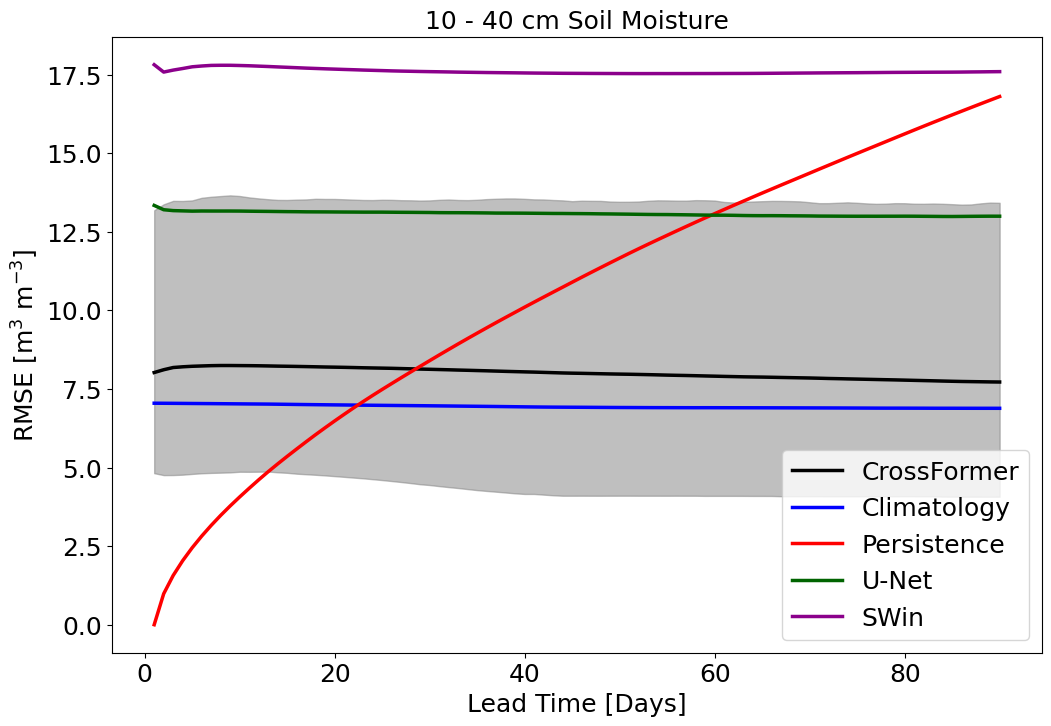 10 - 40 cm Soil Moisture
RMSE [m³ m⁻³]
17.5
15.0
12.5
10.0
7.5
5.0
2.5
0.0
0 20 40 60 80
Lead Time [Days]
CrossFormer
Climatology
Persistence
U-Net
SWin